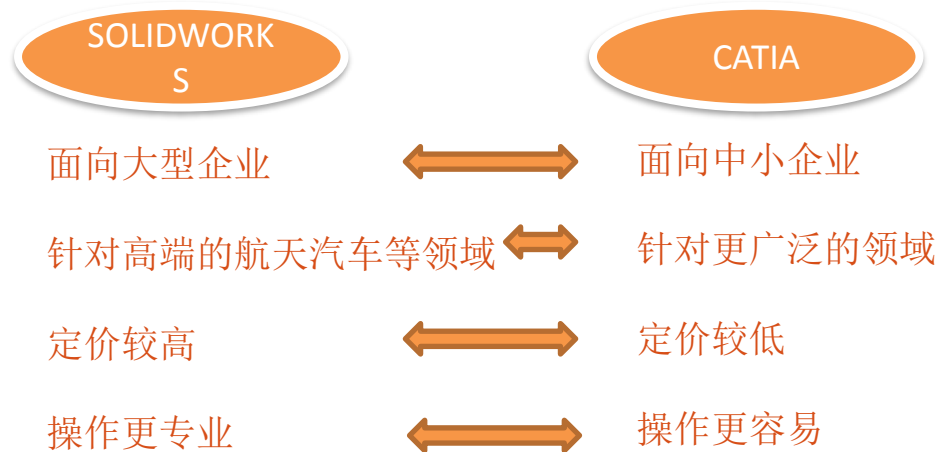 SOLIDWORK
S
CATIA
面向大型企业
面向中小企业
针对高端的航天汽车等领域
针对更广泛的领域
定价较高
定价较低
操作更专业
操作更容易